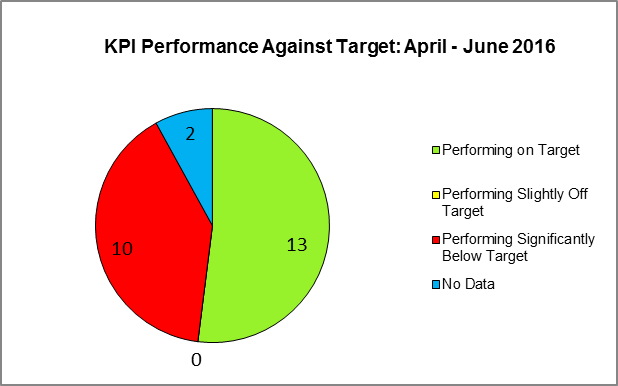 KPI Performance Against Target: April - June 2016
2
13
10
0
Performing on Target
Performing Slightly Off
Target
Performing Significantly
Below Target
No Data